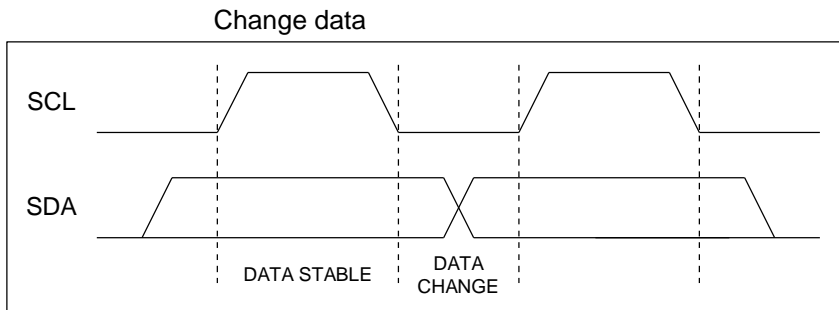 Change data
SCL
SDA
DATA STABLE
DATA
CHANGE